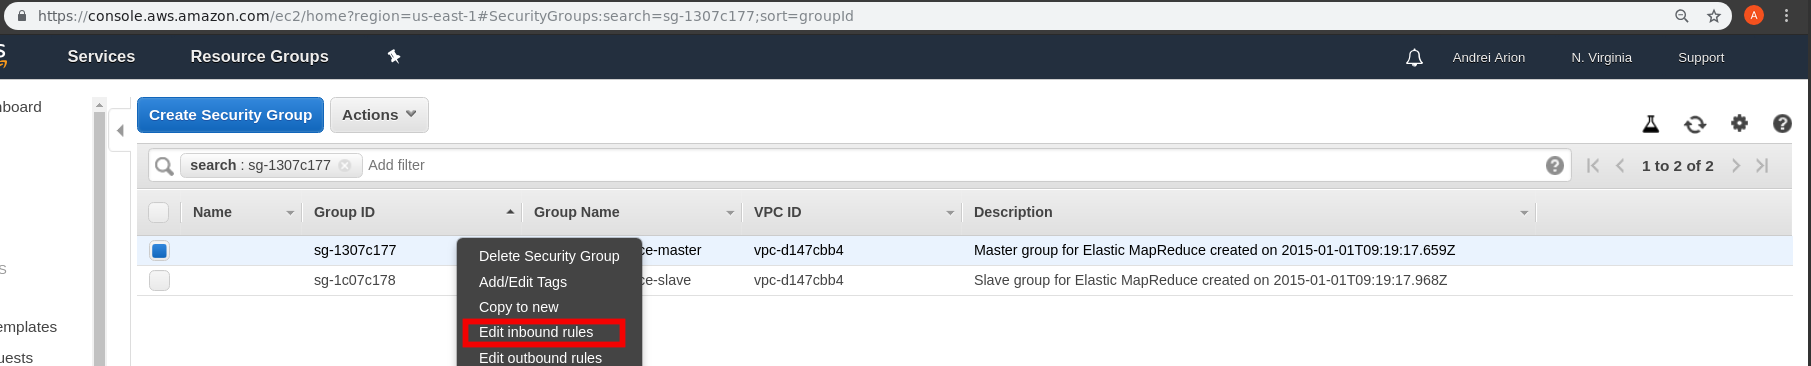 https://console.aws.amazon.com/ec2/home?region=us-east-1#SecurityGroups:search=sg-1307c177;sort=groupId
A
Services Resource Groups Andrei Arion N. Virginia Support
board
Create Security Group Actions
search : sg-1307c177 Add filter 1 to 2 of 2
Name Group ID Group Name VPC ID Description
sg-1307c177 ce-master vpc-d147cbb4 Master group for Elastic MapReduce created on 2015-01-01T09:19:17.659Z
sg-1c07c178 ce-slave vpc-d147cbb4 Slave group for Elastic MapReduce created on 2015-01-01T09:19:17.968Z
Delete Security Group
Add/Edit Tags
Copy to new
Edit inbound rules
Edit outbound rules
S
emplates
uests